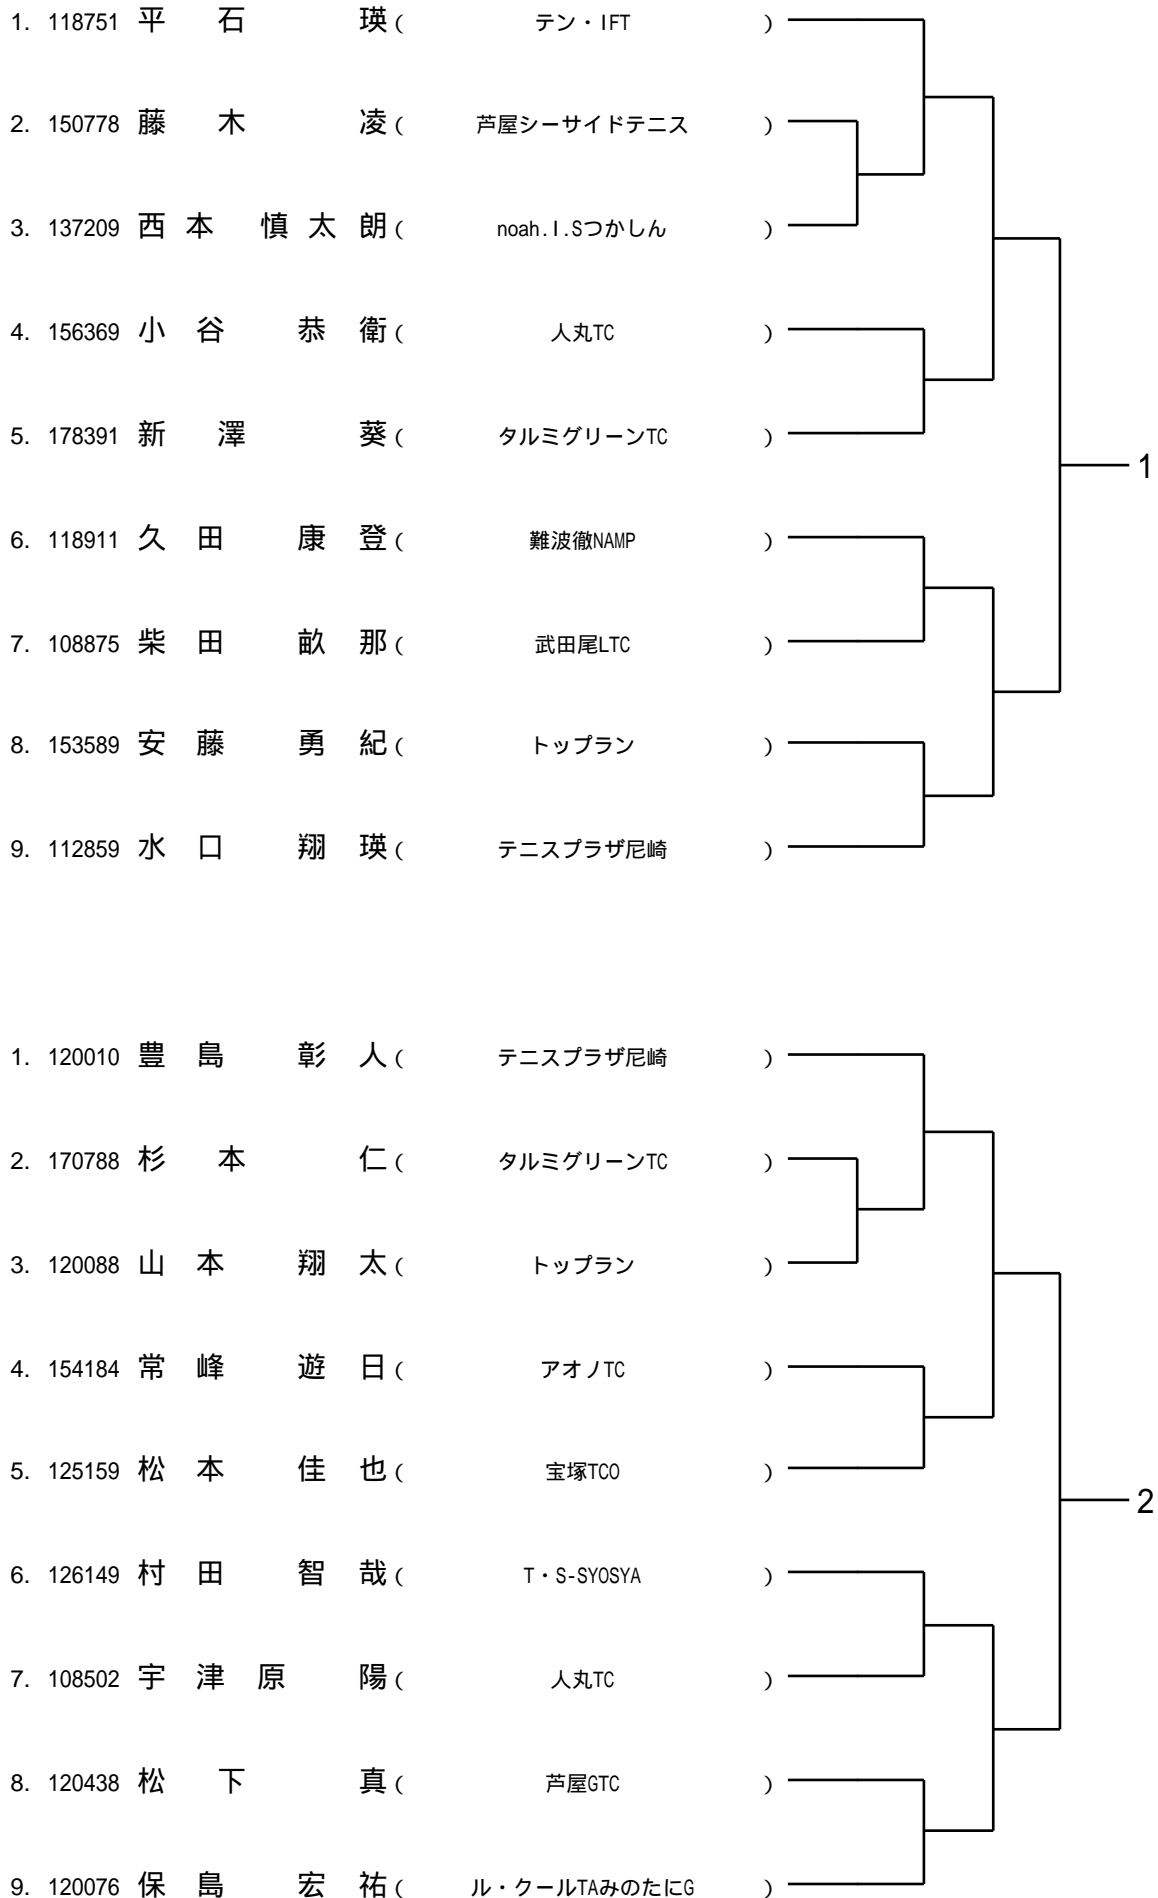 1. 118751 平 石 瑛 ( テン・IFT )
2. 150778 藤 木 凌 ( 芦屋シーサイドテニス )
3. 137209 西 本 慎 太 朗 ( noah.I.Sつかしん )
4. 156369 小 谷 恭 衛 ( 人丸TC )
5. 178391 新 澤 葵 ( タルミグリーンTC )
1
6. 118911 久 田 康 登 ( 難波徹NAMP )
7. 108875 柴 田 畝 那 ( 武田尾LTC )
8. 153589 安 藤 勇 紀 ( トップラン )
9. 112859 水 口 翔 瑛 ( テニスプラザ尼崎 )
1. 120010 豊 島 彰 人 ( テニスプラザ尼崎 )
2. 170788 杉 本 仁 ( タルミグリーンTC )
3. 120088 山 本 翔 太 ( トップラン )
4. 154184 常 峰 遊 日 ( アオノTC )
5. 125159 松 本 佳 也 ( 宝塚TCO )
2
6. 126149 村 田 智 哉 ( T・S-SYOSYA )
7. 108502 宇 津 原 陽 ( 人丸TC )
8. 120438 松 下 真 ( 芦屋GTC )
9. 120076 保 島 宏 祐 ( ル・クールTAみのたにG )